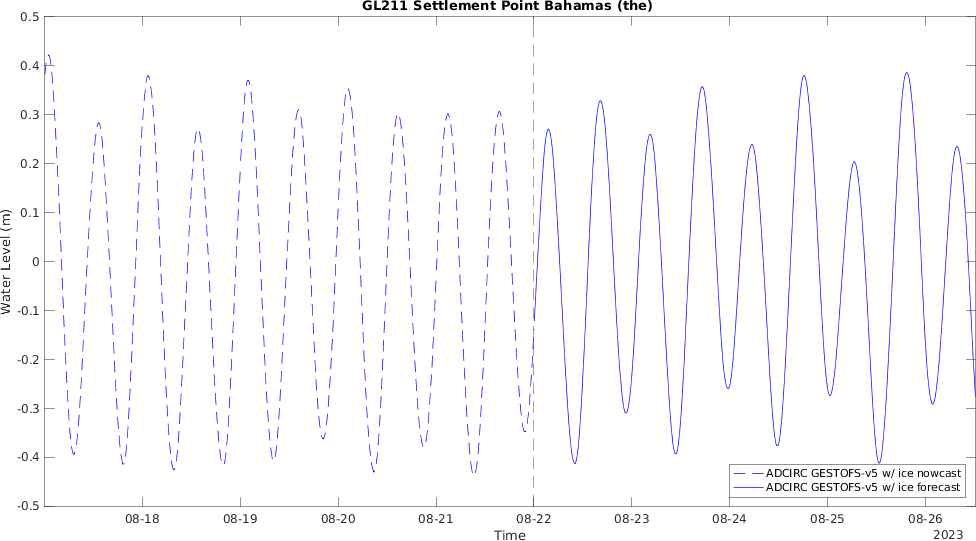 GL211 Settlement Point Bahamas (the)
0.5
0.4
0.3
0.2
0.1
0
-0.1
-0.2
-0.3
-0.4
-0.5
Water Level (m)
ADCIRC GESTOFS-v5 w/ ice nowcast
ADCIRC GESTOFS-v5 w/ ice forecast
08-18 08-19 08-20 08-21 08-22 08-23 08-24 08-25 08-26
Time
2023